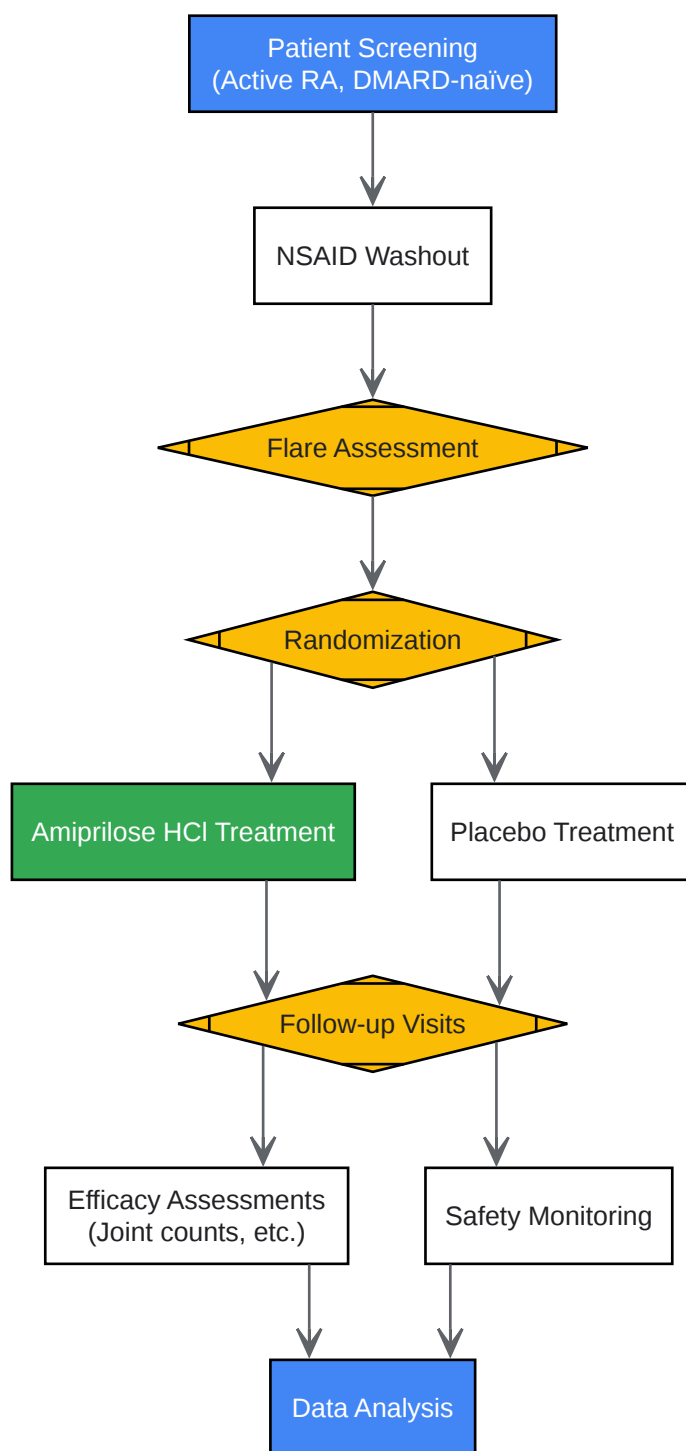 Patient Screening
(Active RA, DMARD-naïve)
NSAID Washout
Flare Assessment
Randomization
Amiprilose HCl Treatment
Placebo Treatment
Follow-up Visits
Efficacy Assessments
(Joint counts, etc.)
Safety Monitoring
Data Analysis